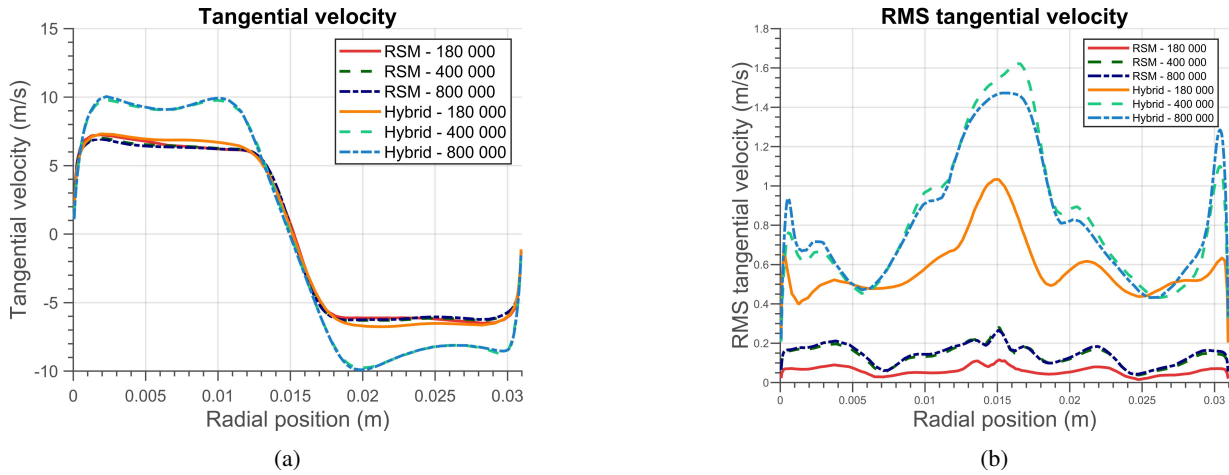 Tangential velocity
15
10
5
0
-5
-10
Tangential velocity (m/s)
RSM - 180 000
RSM - 400 000
RSM - 800 000
Hybrid - 180 000
Hybrid - 400 000
Hybrid - 800 000
0 0.005 0.01 0.015 0.02 0.025 0.03
Radial position (m)
(a)
RMS tangential velocity
1.8
1.6
1.4
1.2
1
0.8
0.6
0.4
0.2
0
RMS tangential velocity (m/s)
RSM - 180 000
RSM - 400 000
RSM - 800 000
Hybrid - 180 000
Hybrid - 400 000
Hybrid - 800 000
0 0.005 0.01 0.015 0.02 0.025 0.03
Radial position (m)
(b)